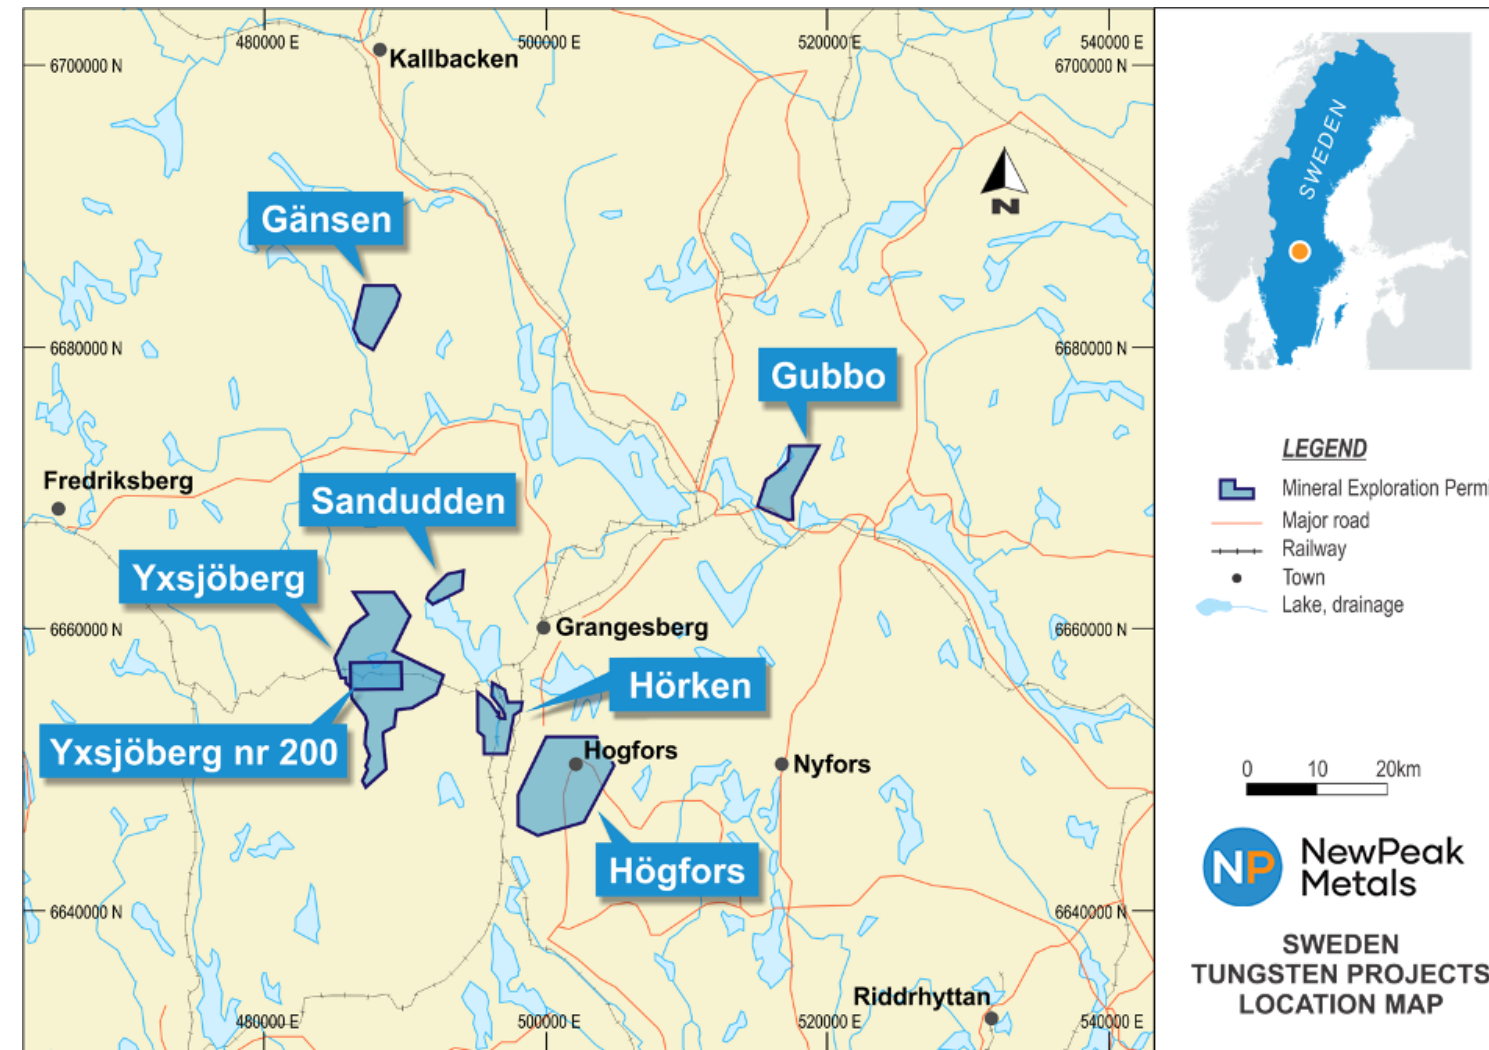 480000 E
500000 E
520000 E
540000 E
Kallbacken
6700000 N
6700000 N
SWEDEN
N
Gänsen
6680000 N
6680000 N
Gubbo
LEGEND
Fredriksberg
Mineral Exploration Permi
Sandudden
Major road
Railway
Yxsjöberg
Town
Lake, drainage
6660000 N
Grangesberg
6660000 N
Hörken
Yxsjöberg nr 200
Hogfors
Nyfors
0 10 20km
Högfors
NP NewPeak
Metals
6640000 N
6640000 N
SWEDEN
TUNGSTEN PROJECTS
LOCATION MAP
Riddrhyttan
480000 E
500000 E
520000 E
540000 E